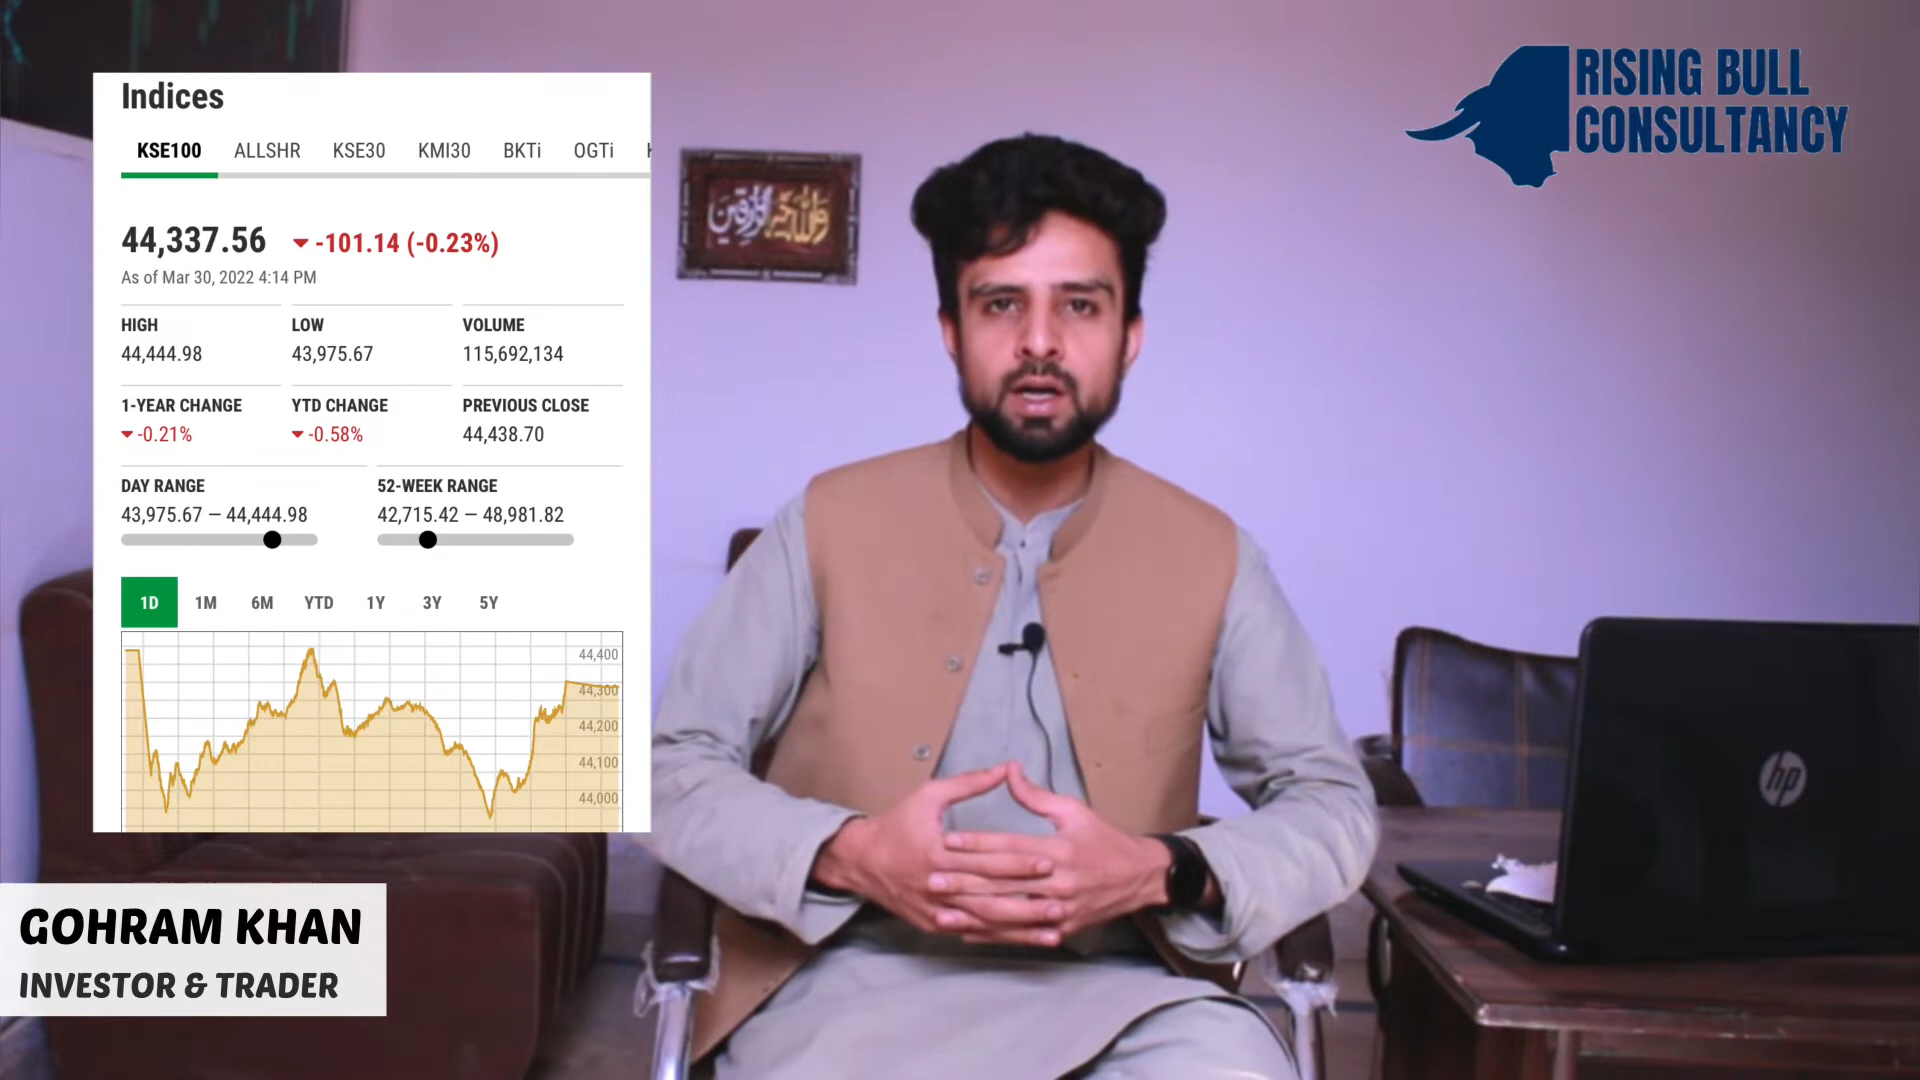 Indices
KSE100 ALLSHR KSE30 KMI30 BKTi OGTi
44,337.56 -101.14 (-0.23%)
As of Mar 30, 2022 4:14 PM
HIGH LOW VOLUME
44,444.98 43,975.67 115,692,134
1-YEAR CHANGE YTD CHANGE PREVIOUS CLOSE
-0.21% -0.58% 44,438.70
DAY RANGE 52-WEEK RANGE
43,975.67 — 44,444.98 42,715.42 — 48,981.82
1D 1M 6M YTD 1Y 3Y 5Y
44,400
44,300
44,200
44,100
44,000
GOHRAM KHAN
INVESTOR & TRADER
RISING BULL
CONSULTANCY
والله خير الرازقين
hp